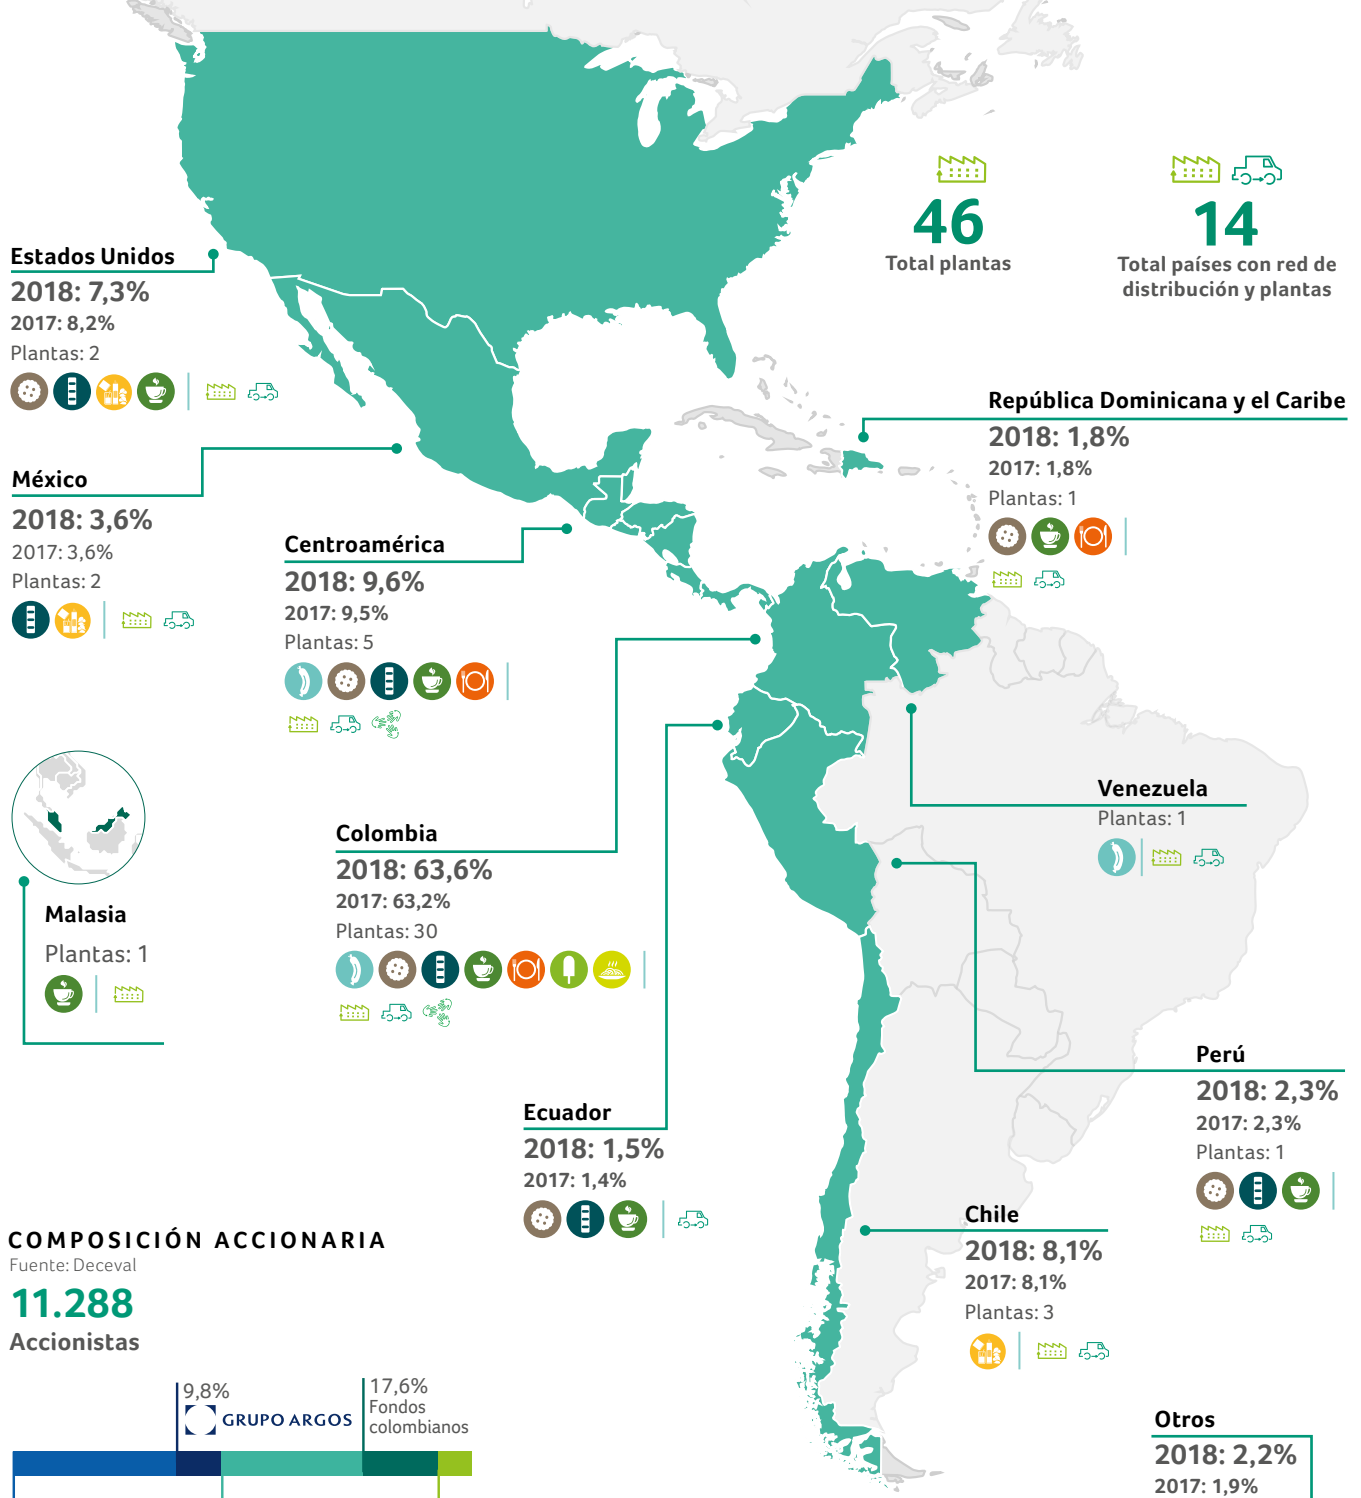 46
Total plantas
14
Total países con red de
distribución y plantas
Estados Unidos
2018: 7,3%
2017: 8,2%
Plantas: 2
República Dominicana y el Caribe
2018: 1,8%
2017: 1,8%
Plantas: 1
México
2018: 3,6%
2017: 3,6%
Plantas: 2
Centroamérica
2018: 9,6%
2017: 9,5%
Plantas: 5
Venezuela
Plantas: 1
Colombia
2018: 63,6%
2017: 63,2%
Plantas: 30
Malasia
Plantas: 1
Perú
2018: 2,3%
2017: 2,3%
Plantas: 1
Ecuador
2018: 1,5%
2017: 1,4%
Chile
2018: 8,1%
2017: 8,1%
Plantas: 3
COMPOSICIÓN ACCIONARIA
Fuente: Deceval
11.288
Accionistas
9,8%
GRUPO ARGOS
17,6%
Fondos
colombianos
Otros
2018: 2,2%
2017: 1,9%